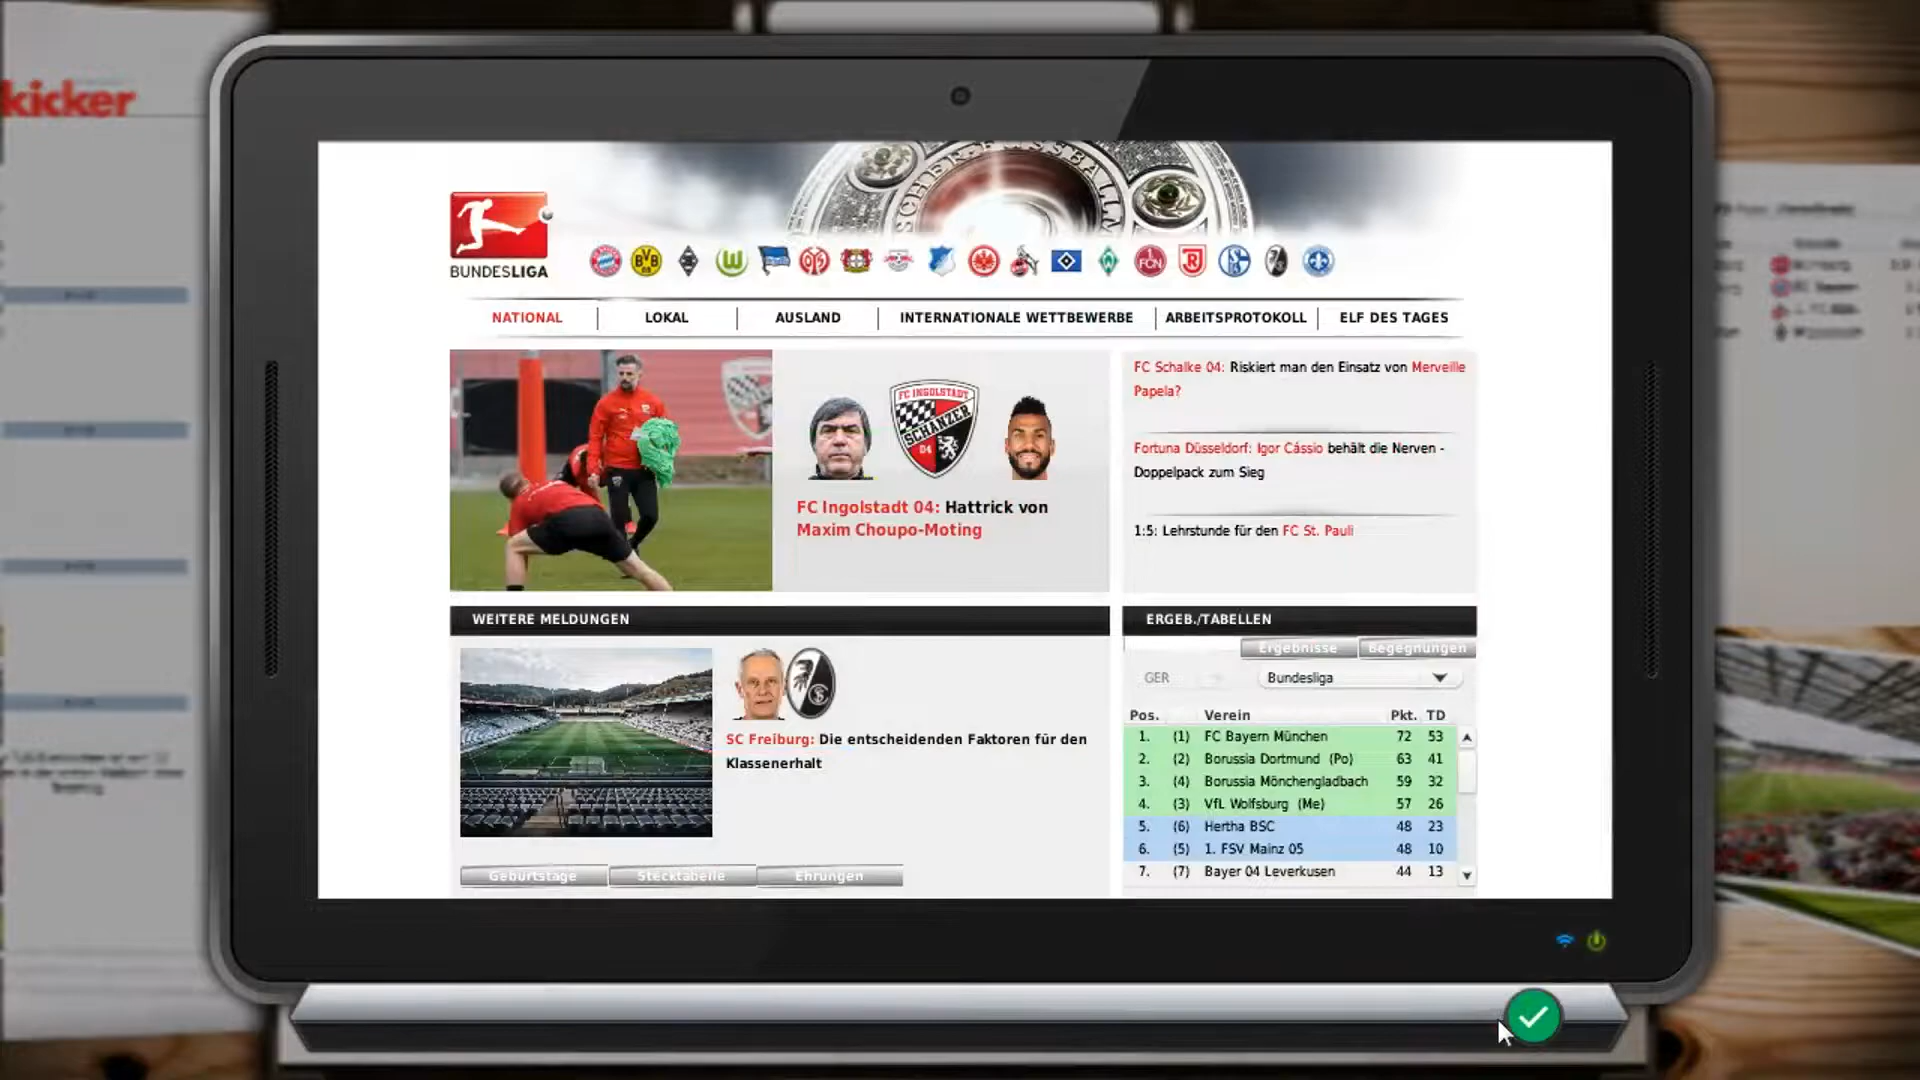 kicker
BUNDESLIGA
NATIONAL
LOKAL
AUSLAND
INTERNATIONALE WETTBEWERBE
ARBEITSPROTOKOLL
ELF DES TAGES
FC INGOLSTADT
SCHANZER
04
FC Ingolstadt 04: Hattrick von
Maxim Choupo-Moting
FC Schalke 04: Riskiert man den Einsatz von Merveille
Papela?
Fortuna Düsseldorf: Igor Cássio behält die Nerven -
Doppelpack zum Sieg
1:5: Lehrstunde für den FC St. Pauli
WEITERE MELDUNGEN
SC Freiburg: Die entscheidenden Faktoren für den
Klassenerhalt
Geburtstage
Stecktabelle
Ehrungen
ERGEB./TABELLEN
Ergebnisse
Begegnungen
GER
Bundesliga
Pos. Verein Pkt. TD
1. (1) FC Bayern München 72 53
2. (2) Borussia Dortmund (Po) 63 41
3. (4) Borussia Mönchengladbach 59 32
4. (3) VfL Wolfsburg (Me) 57 26
5. (6) Hertha BSC 48 23
6. (5) 1. FSV Mainz 05 48 10
7. (7) Bayer 04 Leverkusen 44 13